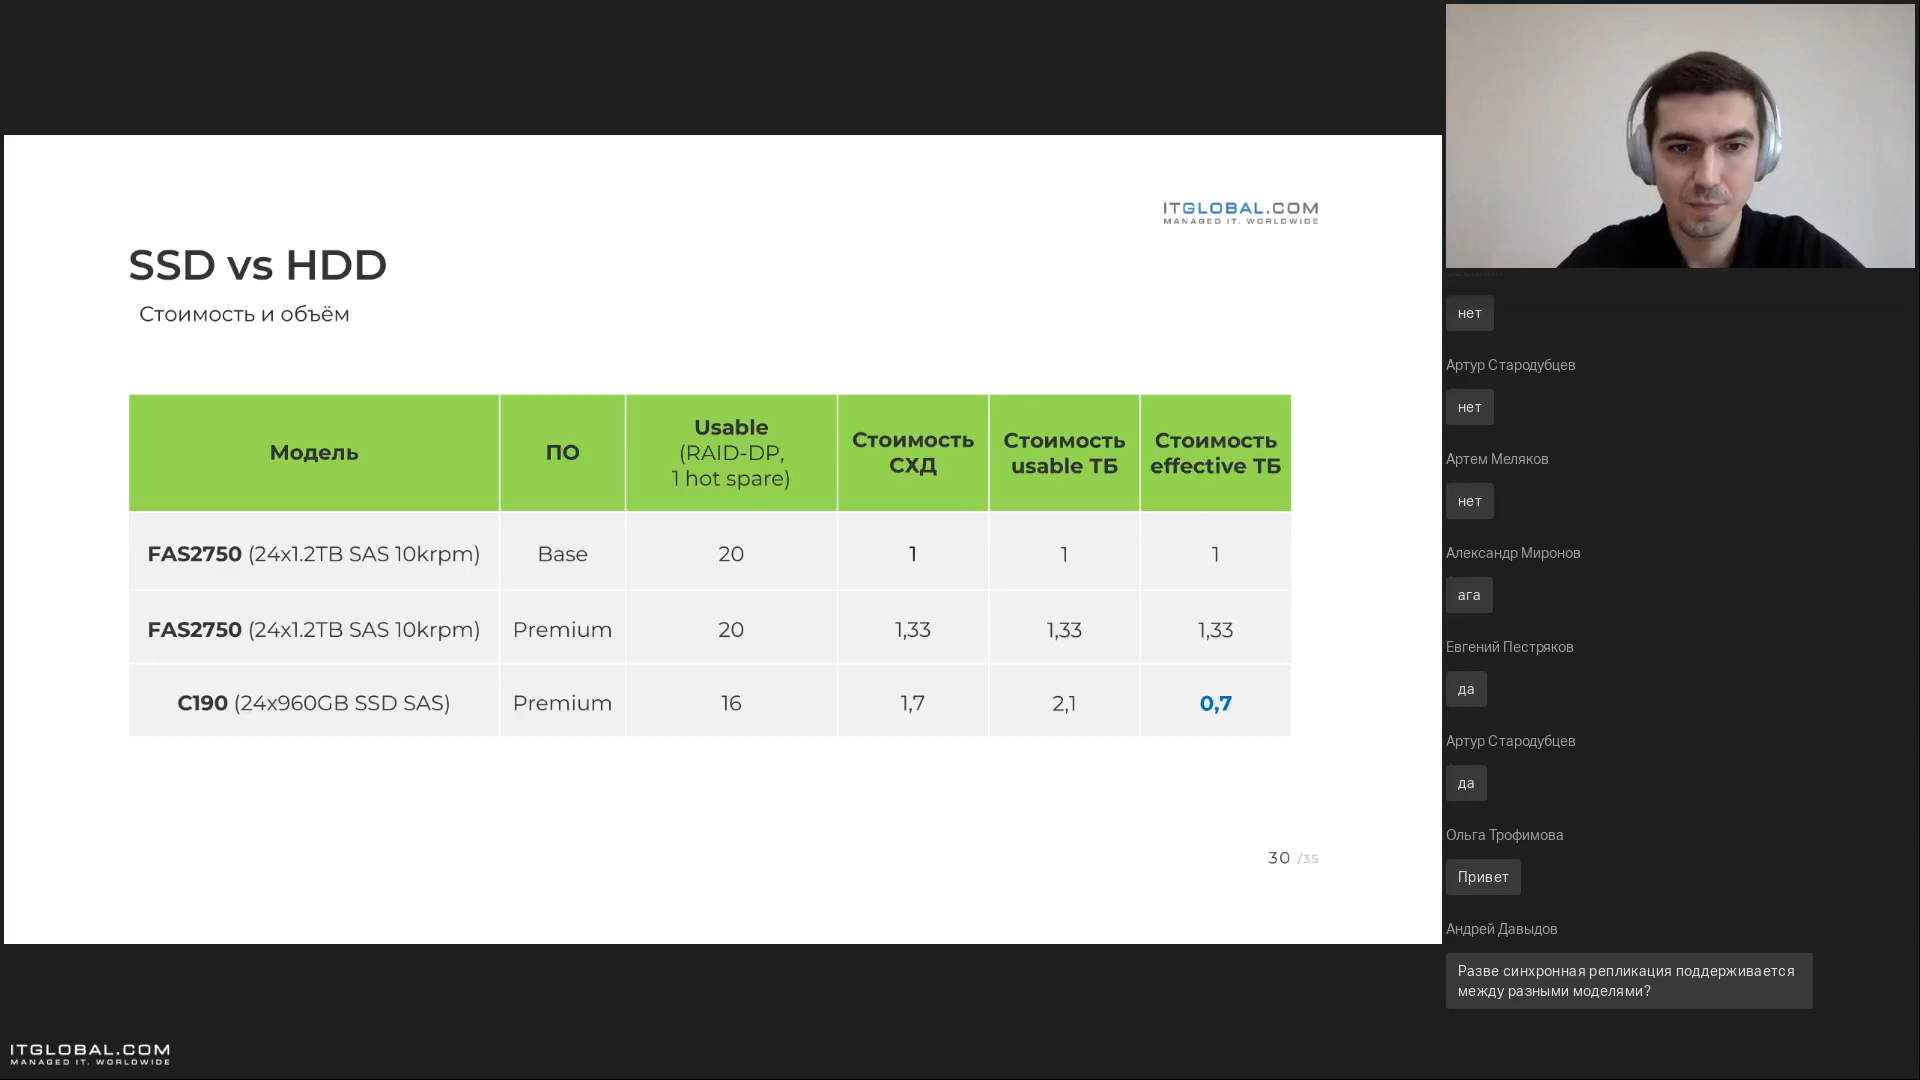 ITGLOBAL.COM
MANAGED IT. WORLDWIDE
SSD vs HDD
Стоимость и объём
Модель
ПО
Usable
(RAID-DP,
1 hot spare)
Стоимость
СХД
Стоимость
usable ТБ
Стоимость
effective ТБ
FAS2750 (24x1.2TB SAS 10krpm) Base 20 1 1 1
FAS2750 (24x1.2TB SAS 10krpm) Premium 20 1,33 1,33 1,33
C190 (24x960GB SSD SAS) Premium 16 1,7 2,1 0,7
30 /35
ITGLOBAL.COM
MANAGED IT. WORLDWIDE
нет
Артур Стародубцев
нет
Артем Меляков
нет
Александр Миронов
ага
Евгений Пестряков
да
Артур Стародубцев
да
Ольга Трофимова
Привет
Андрей Давыдов
Разве синхронная репликация поддерживается
между разными моделями?